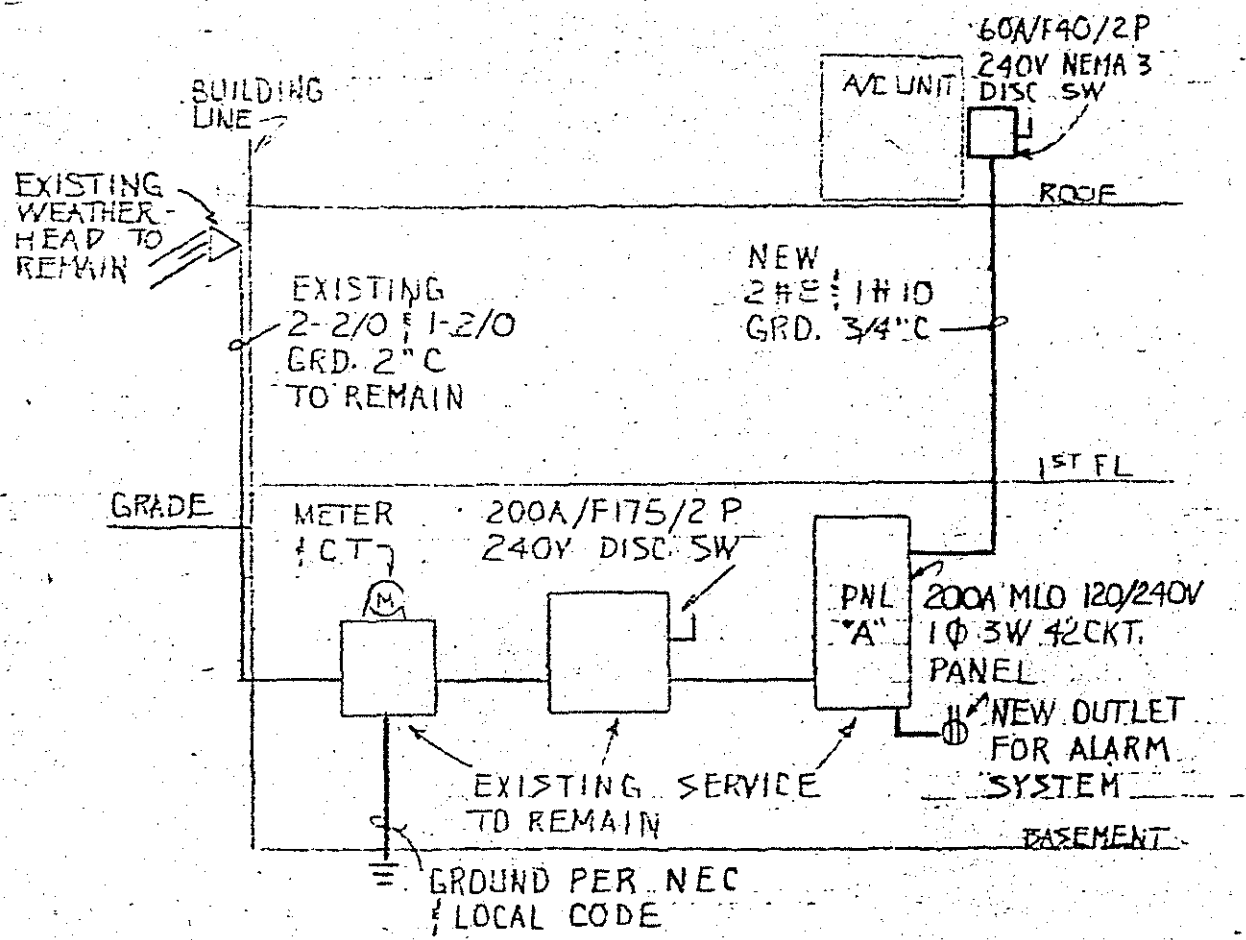 60A/F40/2P
240V NEMA 3
DISC SW
A/C UNIT
BUILDING
LINE
EXISTING
WEATHER-
HEAD TO
REMAIN
ROOF
EXISTING
2-2/0 & 1-2/0
GRD. 2"C
TO REMAIN
NEW
2#8 & 1#10
GRD. 3/4"C
1ST FL
GRADE
METER
& C.T
M
200A/F175/2P
240V DISC SW
PNL
"A"
200A MLO 120/240V
1Φ 3W 42CKT.
PANEL
NEW OUTLET
FOR ALARM
SYSTEM
EXISTING SERVICE
TO REMAIN
BASEMENT
GROUND PER NEC
& LOCAL CODE